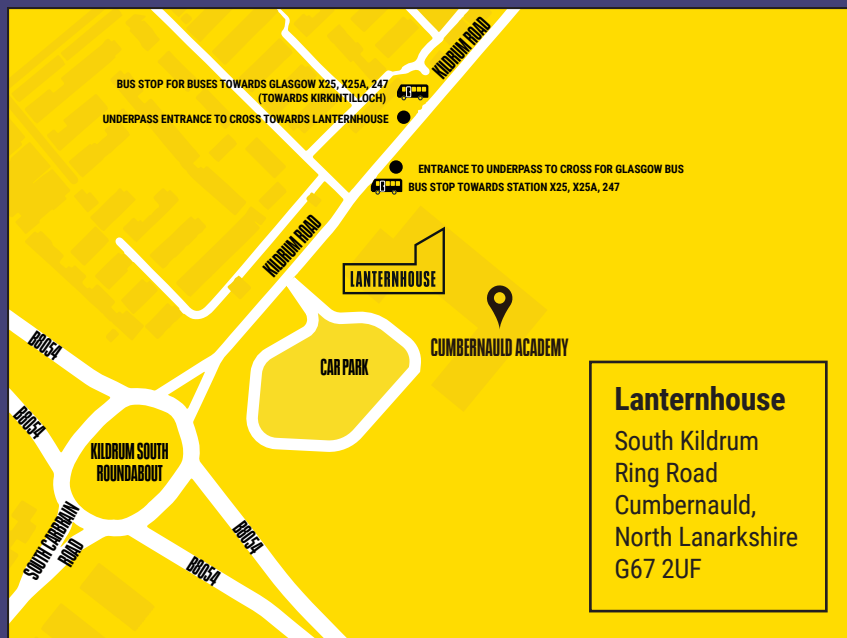 KILDRUM ROAD
BUS STOP FOR BUSES TOWARDS GLASGOW X25, X25A, 247
(TOWARDS KIRKINTILLOCH)
UNDERPASS ENTRANCE TO CROSS TOWARDS LANTERNHOUSE
ENTRANCE TO UNDERPASS TO CROSS FOR GLASGOW BUS
BUS STOP TOWARDS STATION X25, X25A, 247
KILDRUM ROAD
LANTERNHOUSE
CUMBERNAULD ACADEMY
CAR PARK
B8054
B8054
KILDRUM SOUTH
ROUNDABOUT
SOUTH CARBRAIN
ROAD
B8054
B8054
Lanternhouse
South Kildrum
Ring Road
Cumbernauld,
North Lanarkshire
G67 2UF